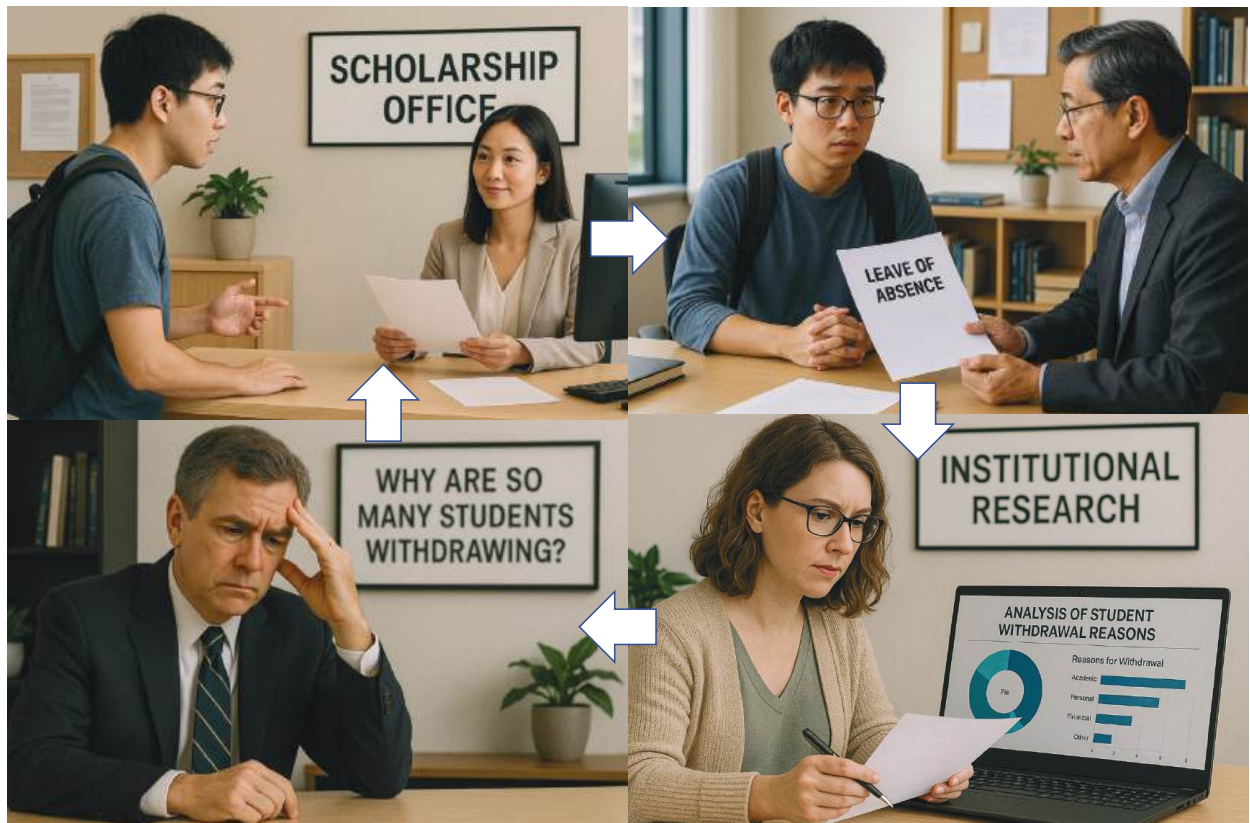 SCHOLARSHIP
OFFICE
LEAVE OF
ABSENCE
WHY ARE SO
MANY STUDENTS
WITHDRAWING?
INSTITUTIONAL
RESEARCH
ANALYSIS OF STUDENT
WITHDRAWAL REASONS
Reasons for Withdrawal
Pie
Academic
Personal
Financial
Other